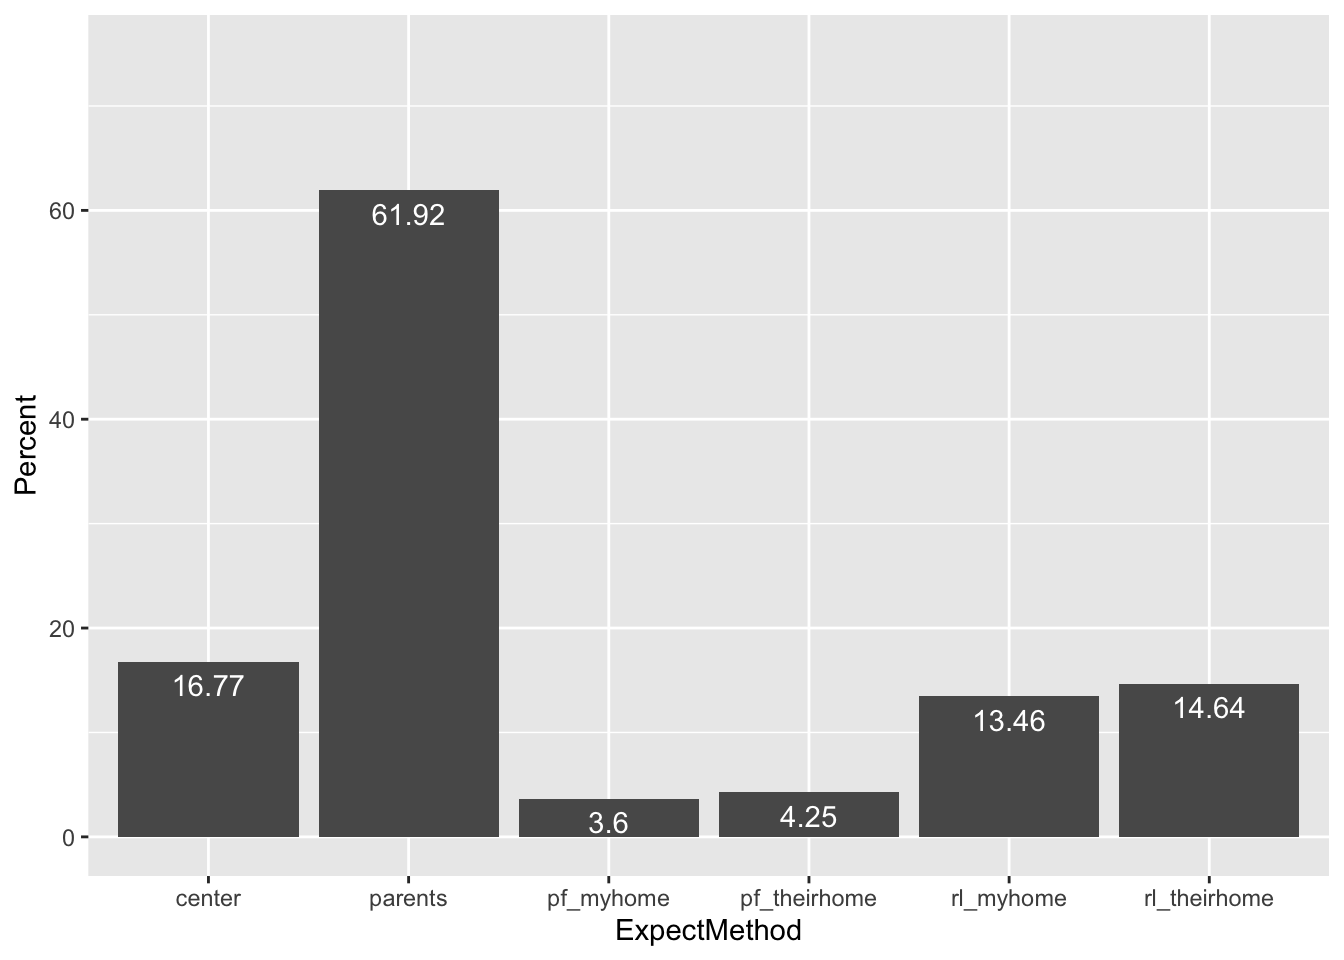 60
40
20
0
Percent
61.92
16.77
3.6
4.25
13.46
14.64
center
parents
pf_myhome
pf_theirhome
rl_myhome
rl_theirhome
ExpectMethod